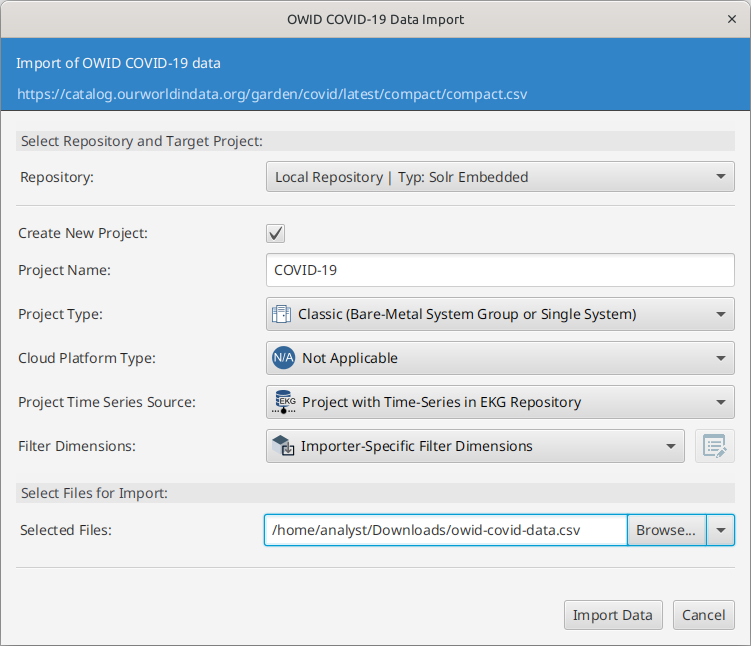 OWID COVID-19 Data Import
Import of OWID COVID-19 data
https://catalog.ourworldindata.org/garden/covid/latest/compact/compact.csv
Select Repository and Target Project:
Repository: Local Repository | Typ: Solr Embedded
Create New Project:
Project Name: COVID-19
Project Type: Classic (Bare-Metal System Group or Single System)
Cloud Platform Type: N/A Not Applicable
Project Time Series Source: EKG Project with Time-Series in EKG Repository
Filter Dimensions: Importer-Specific Filter Dimensions
Select Files for Import:
Selected Files: /home/analyst/Downloads/owid-covid-data.csv Browse...
Import Data Cancel